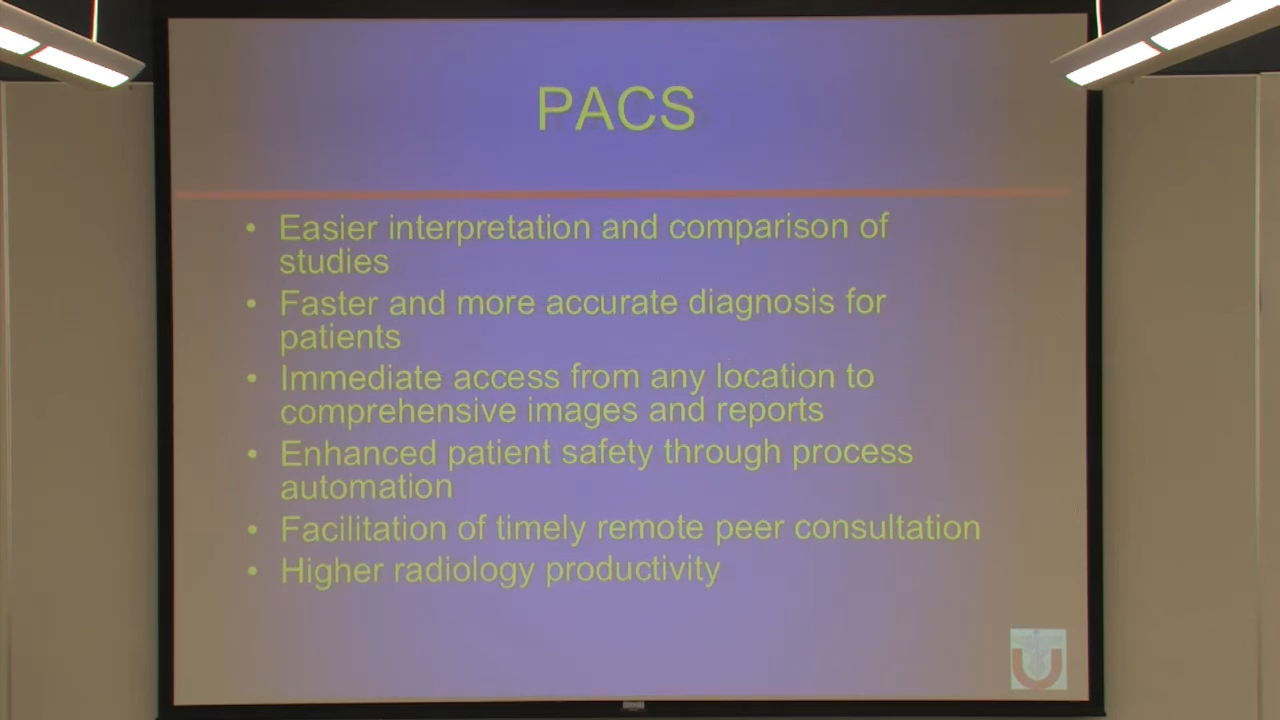 PACS
• Easier interpretation and comparison of
studies
• Faster and more accurate diagnosis for
patients
• Immediate access from any location to
comprehensive images and reports
• Enhanced patient safety through process
automation
• Facilitation of timely remote peer consultation
• Higher radiology productivity
U